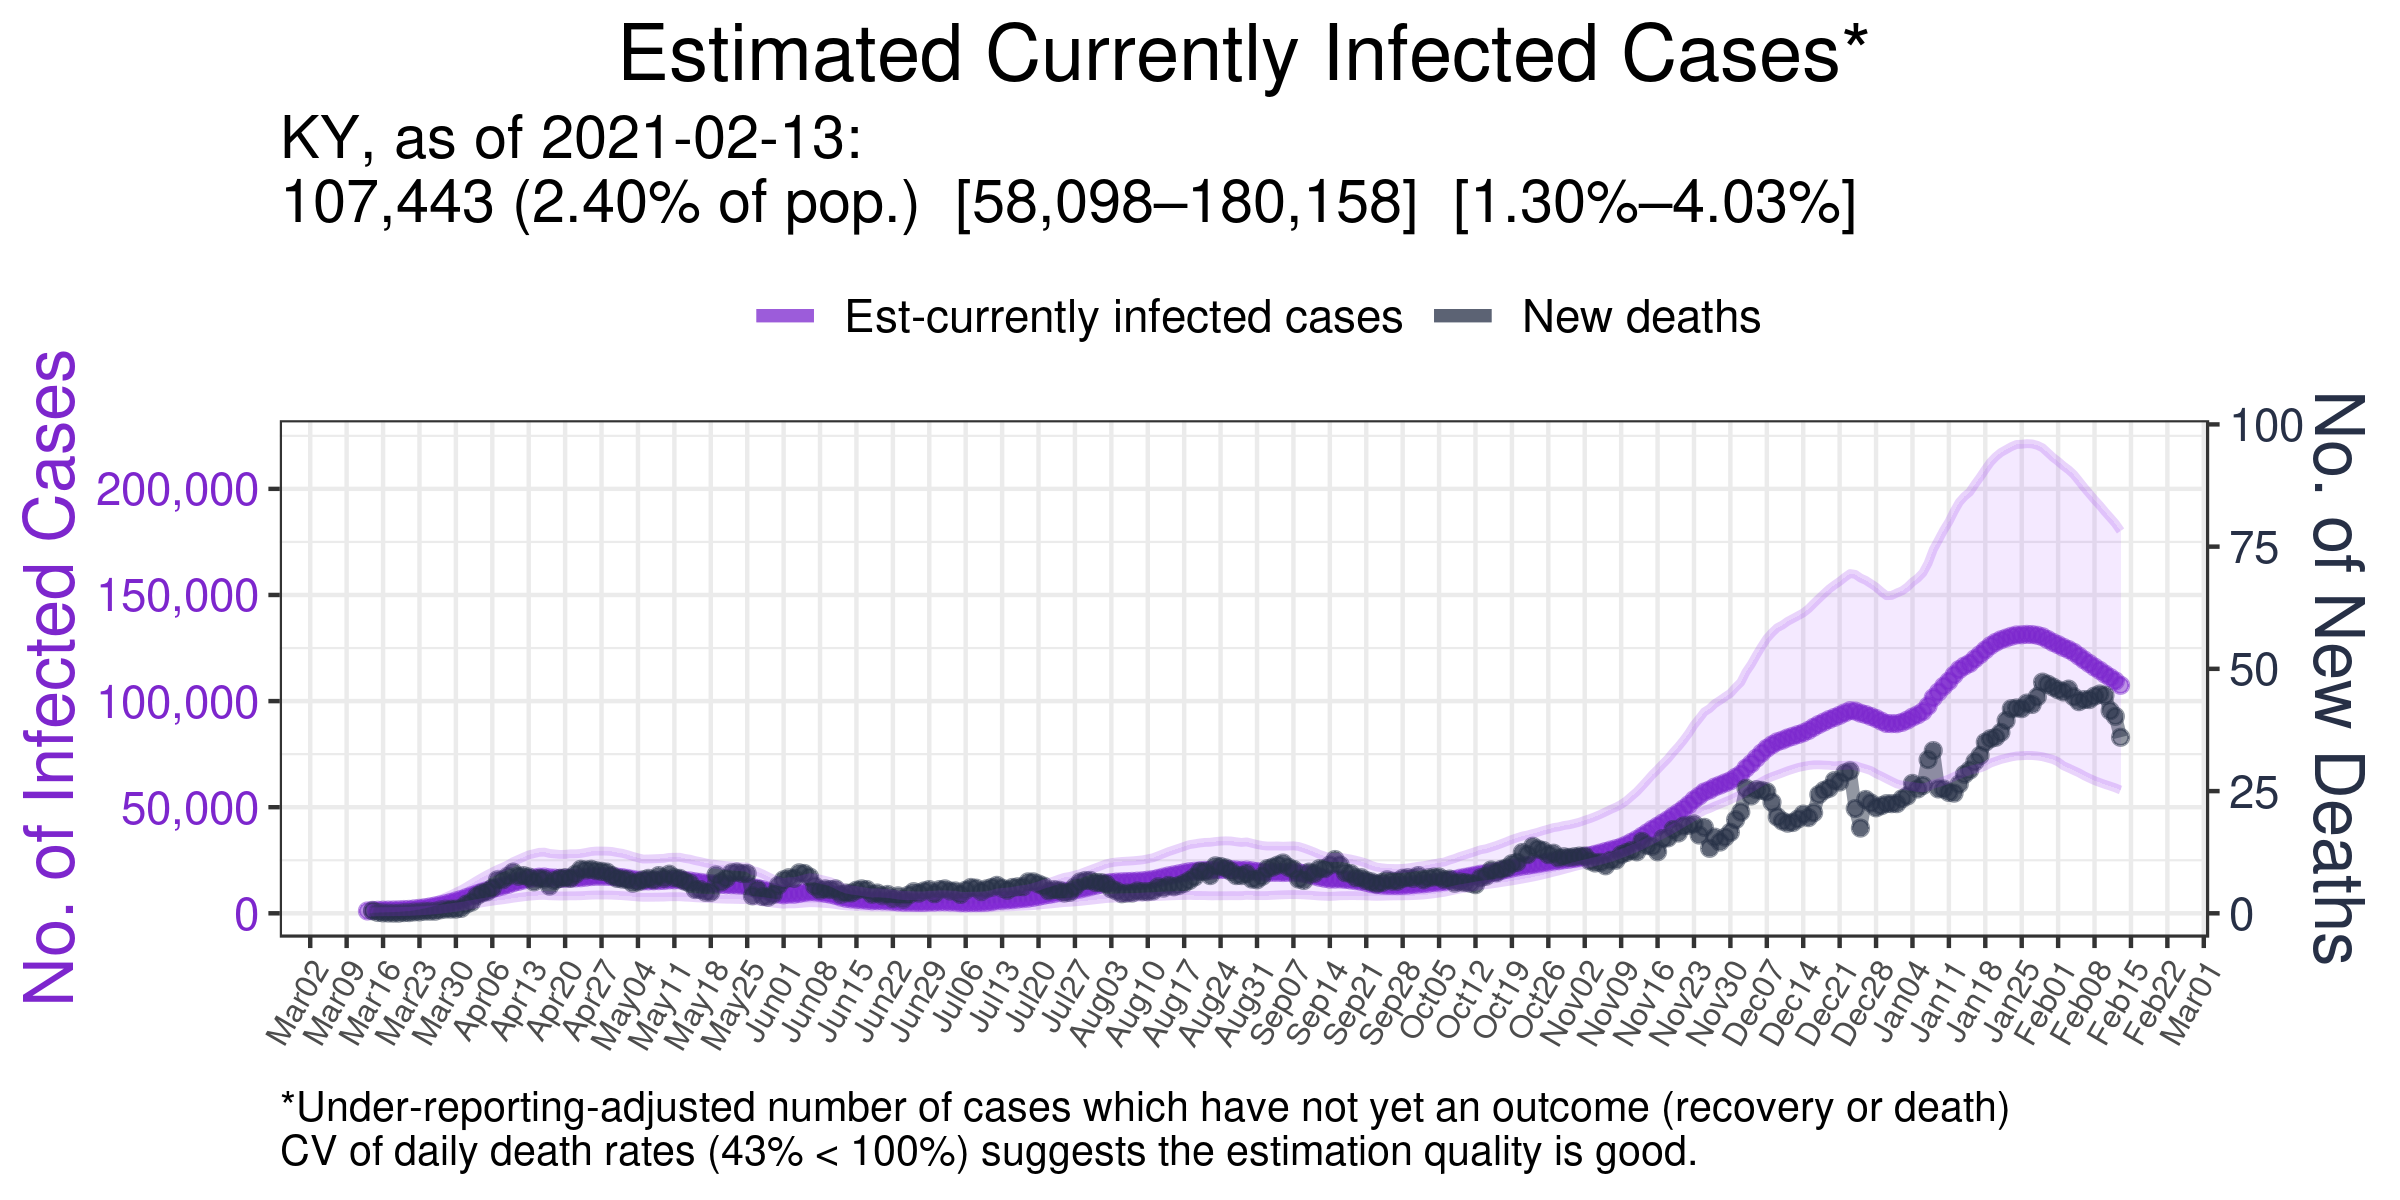 Estimated Currently Infected Cases*
KY, as of 2021-02-13:
107,443 (2.40% of pop.)  [58,098–180,158]  [1.30%–4.03%]
Est-currently infected cases
New deaths
No. of Infected Cases
200,000
150,000
100,000
50,000
0
100
75
50
25
0
No. of New Deaths
Mar02
Mar09
Mar16
Mar23
Mar30
Apr06
Apr13
Apr20
Apr27
May04
May11
May18
May25
Jun01
Jun08
Jun15
Jun22
Jun29
Jul06
Jul13
Jul20
Jul27
Aug03
Aug10
Aug17
Aug24
Aug31
Sep07
Sep14
Sep21
Sep28
Oct05
Oct12
Oct19
Oct26
Nov02
Nov09
Nov16
Nov23
Nov30
Dec07
Dec14
Dec21
Dec28
Jan04
Jan11
Jan18
Jan25
Feb01
Feb08
Feb15
Feb22
Mar01
*Under-reporting-adjusted number of cases which have not yet an outcome (recovery or death)
CV of daily death rates (43% < 100%) suggests the estimation quality is good.